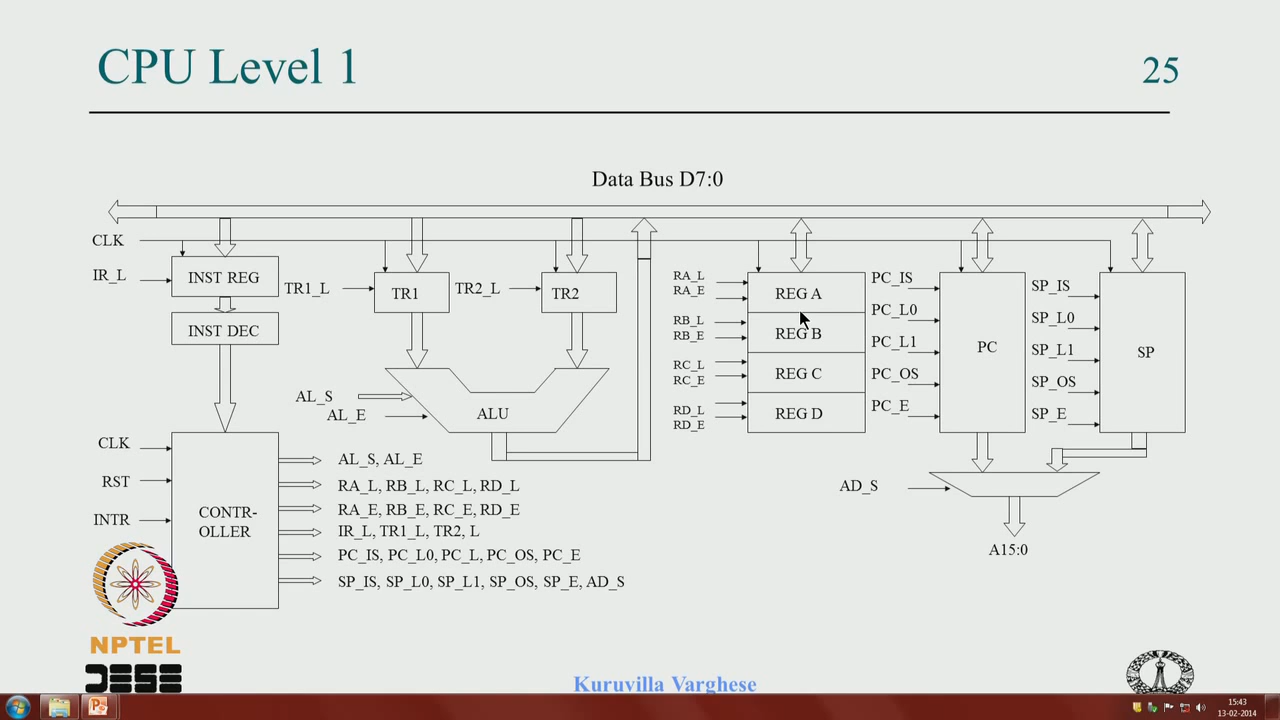 CPU Level 1
25
Data Bus D7:0
CLK
IR_L
INST REG
INST DEC
TR1_L
TR1
TR2_L
TR2
AL_S
AL_E
ALU
RA_L
RA_E
RB_L
RB_E
RC_L
RC_E
RD_L
RD_E
REG A
REG B
REG C
REG D
PC_IS
PC_L0
PC_L1
PC_OS
PC_E
PC
SP_IS
SP_L0
SP_L1
SP_OS
SP_E
SP
AD_S
A15:0
CLK
RST
INTR
CONTR-
OLLER
AL_S, AL_E
RA_L, RB_L, RC_L, RD_L
RA_E, RB_E, RC_E, RD_E
IR_L, TR1_L, TR2, L
PC_IS, PC_L0, PC_L, PC_OS, PC_E
SP_IS, SP_L0, SP_L1, SP_OS, SP_E, AD_S
NPTEL
DESE
Kuruvilla Varghese
15:43
13-02-2014